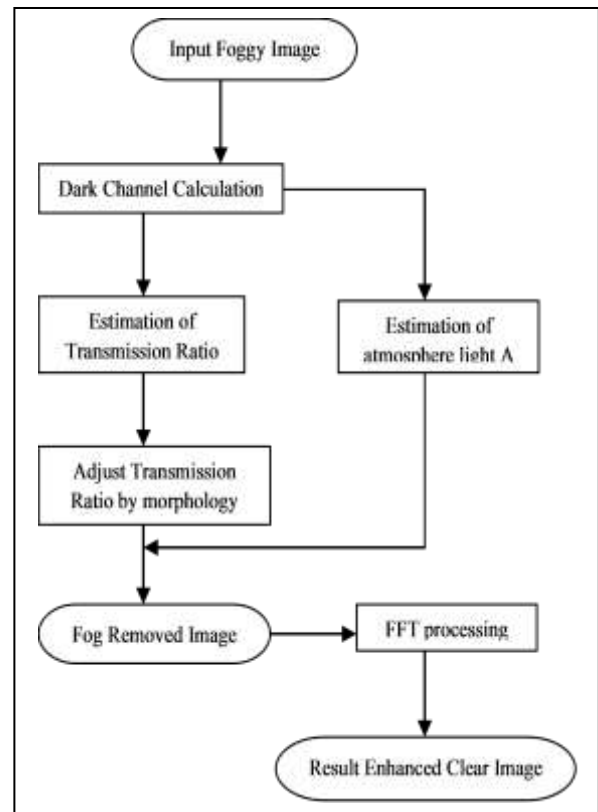 Input Foggy Image
Dark Channel Calculation
Estimation of
Transmission Ratio
Estimation of
atmosphere light A
Adjust Transmission
Ratio by morphology
Fog Removed Image
FFT processing
Result Enhanced Clear Image